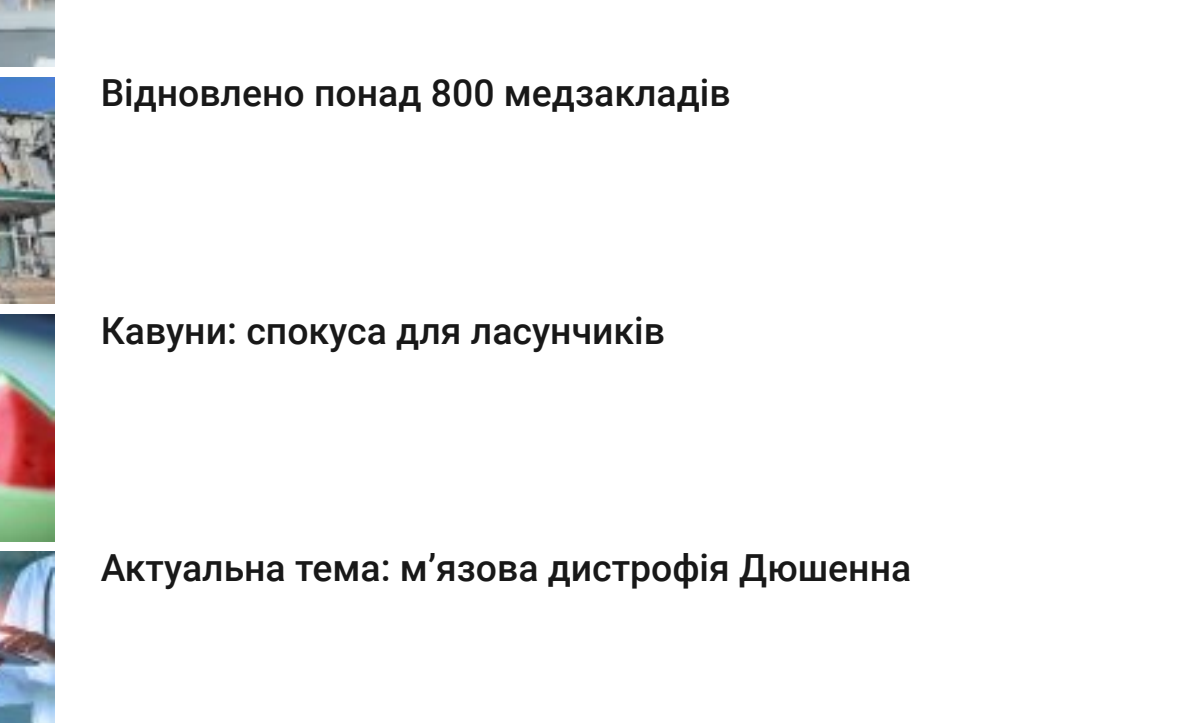 Відновлено понад 800 медзакладів
Кавуни: спокуса для ласунчиків
Актуальна тема: м’язова дистрофія Дюшенна